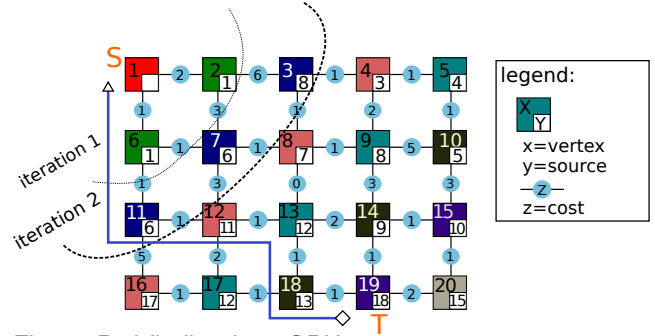 S
1 2 2 1 6 3 8 1 4 3 1 5 4
1 3 1 2 1
6 1 1 7 6 1 8 7 1 9 8 5 10 5
1 3 0 3 3
11 6 1 12 11 1 13 12 2 14 9 1 15 10
5 2 1 1 1
16 17 1 17 12 1 18 13 1 19 18 2 20 15
T
iteration 1
iteration 2
legend:
X
Y
x=vertex
y=source
z
z=cost